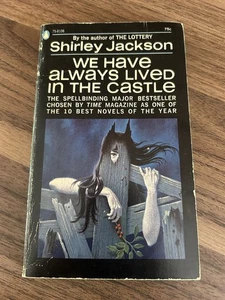 By the author of THE LOTTERY
75¢
Shirley Jackson
WE HAVE
ALWAYS LIVED
IN THE CASTLE
THE SPELLBINDING MAJOR BESTSELLER
CHOSEN BY TIME MAGAZINE AS ONE OF
THE 10 BEST NOVELS OF THE YEAR